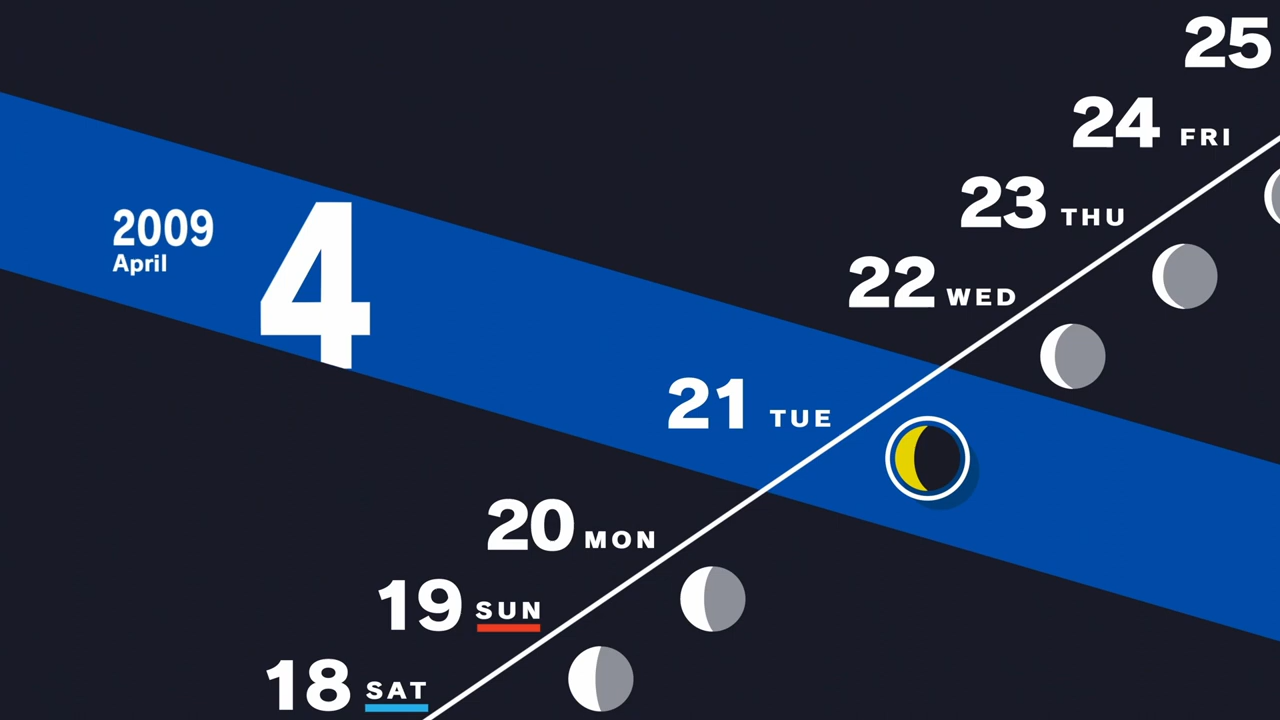 25
24 FRI
23 THU
22 WED
2009
April
4
21 TUE
20 MON
19 SUN
18 SAT